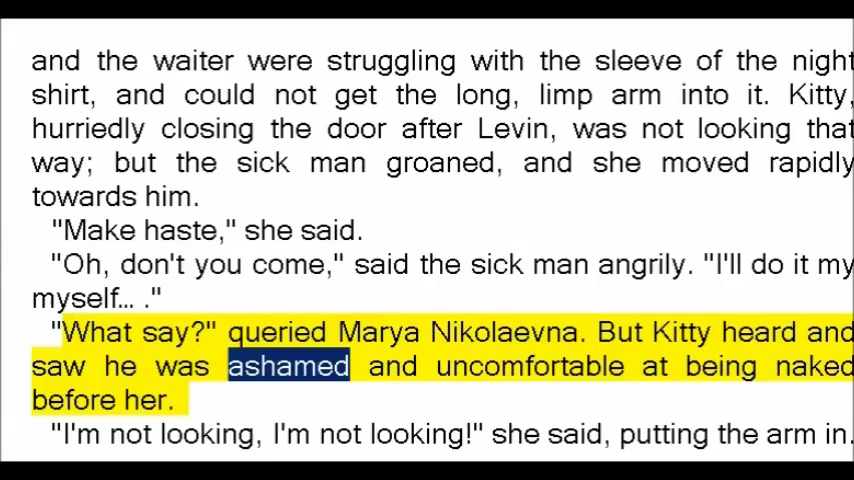 and the waiter were struggling with the sleeve of the night
shirt, and could not get the long, limp arm into it. Kitty,
hurriedly closing the door after Levin, was not looking that
way; but the sick man groaned, and she moved rapidly
towards him.
"Make haste," she said.
"Oh, don't you come," said the sick man angrily. "I'll do it my
myself... ."
"What say?" queried Marya Nikolaevna. But Kitty heard and
saw he was ashamed and uncomfortable at being naked
before her.
"I'm not looking, I'm not looking!" she said, putting the arm in.